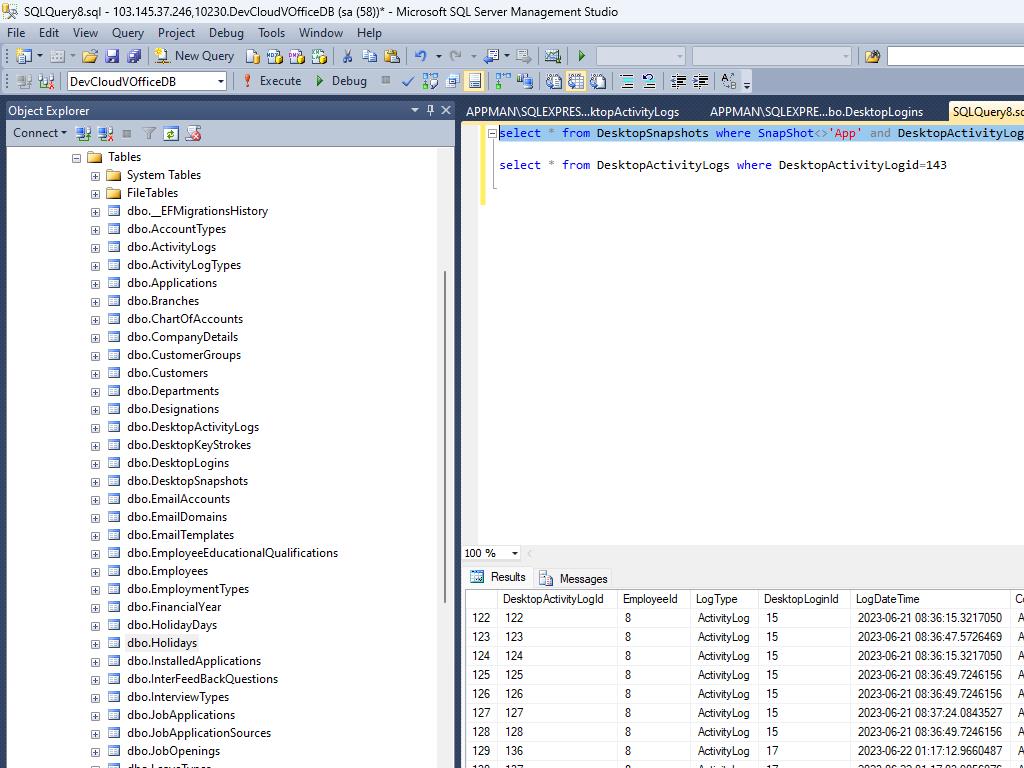 SQLQuery8.sql - 103.145.37.246,10230.DevCloudVOfficeDB (sa (58))* - Microsoft SQL Server Management Studio
File Edit View Query Project Debug Tools Window Help
New Query
DevCloudVOfficeDB Execute Debug
Object Explorer
Connect
Tables
System Tables
FileTables
dbo.__EFMigrationsHistory
dbo.AccountTypes
dbo.ActivityLogs
dbo.ActivityLogTypes
dbo.Applications
dbo.Branches
dbo.ChartOfAccounts
dbo.CompanyDetails
dbo.CustomerGroups
dbo.Customers
dbo.Departments
dbo.Designations
dbo.DesktopActivityLogs
dbo.DesktopKeyStrokes
dbo.DesktopLogins
dbo.DesktopSnapshots
dbo.EmailAccounts
dbo.EmailDomains
dbo.EmailTemplates
dbo.EmployeeEducationalQualifications
dbo.Employees
dbo.EmploymentTypes
dbo.FinancialYear
dbo.HolidayDays
dbo.Holidays
dbo.InstalledApplications
dbo.InterFeedBackQuestions
dbo.InterviewTypes
dbo.JobApplications
dbo.JobApplicationSources
dbo.JobOpenings
APPMAN\SQLEXPRES...ktopActivityLogs APPMAN\SQLEXPRE...bo.DesktopLogins SQLQuery8.sq
select * from DesktopSnapshots where SnapShot<>'App' and DesktopActivityLog
select * from DesktopActivityLogs where DesktopActivityLogid=143
100 %
Results Messages
DesktopActivityLogId EmployeeId LogType DesktopLoginId LogDateTime
122 122 8 ActivityLog 15 2023-06-21 08:36:15.3217050
123 123 8 ActivityLog 15 2023-06-21 08:36:47.5726469
124 124 8 ActivityLog 15 2023-06-21 08:36:15.3217050
125 125 8 ActivityLog 15 2023-06-21 08:36:49.7246156
126 126 8 ActivityLog 15 2023-06-21 08:36:49.7246156
127 127 8 ActivityLog 15 2023-06-21 08:37:24.0843527
128 128 8 ActivityLog 15 2023-06-21 08:36:49.7246156
129 136 8 ActivityLog 17 2023-06-22 01:17:12.9660487